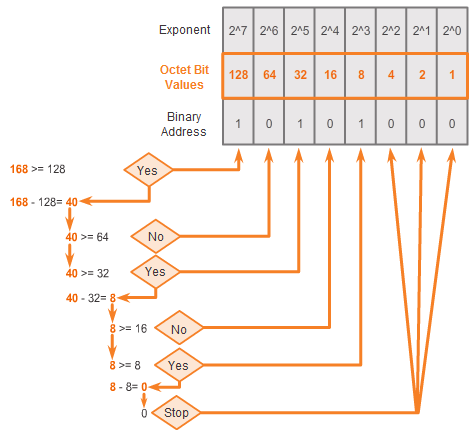 Exponent 2^7 2^6 2^5 2^4 2^3 2^2 2^1 2^0
Octet Bit
Values 128 64 32 16 8 4 2 1
Binary
Address 1 0 1 0 1 0 0 0
168 >= 128 Yes
168 - 128= 40
40 >= 64 No
40 >= 32 Yes
40 - 32= 8
8 >= 16 No
8 >= 8 Yes
8 - 8= 0
0 Stop